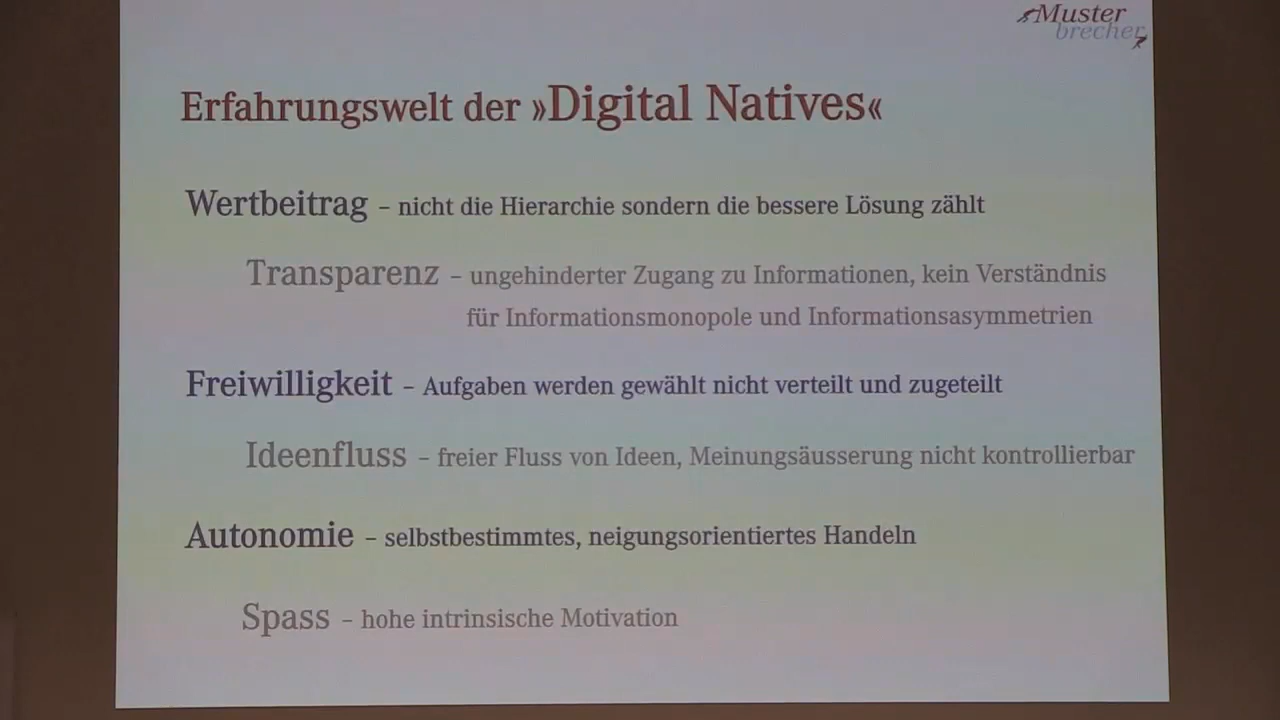 Muster
brecher
Erfahrungswelt der »Digital Natives«
Wertbeitrag – nicht die Hierarchie sondern die bessere Lösung zählt
Transparenz – ungehinderter Zugang zu Informationen, kein Verständnis
für Informationsmonopole und Informationsasymmetrien
Freiwilligkeit – Aufgaben werden gewählt nicht verteilt und zugeteilt
Ideenfluss – freier Fluss von Ideen, Meinungsäusserung nicht kontrollierbar
Autonomie – selbstbestimmtes, neigungsorientiertes Handeln
Spass – hohe intrinsische Motivation